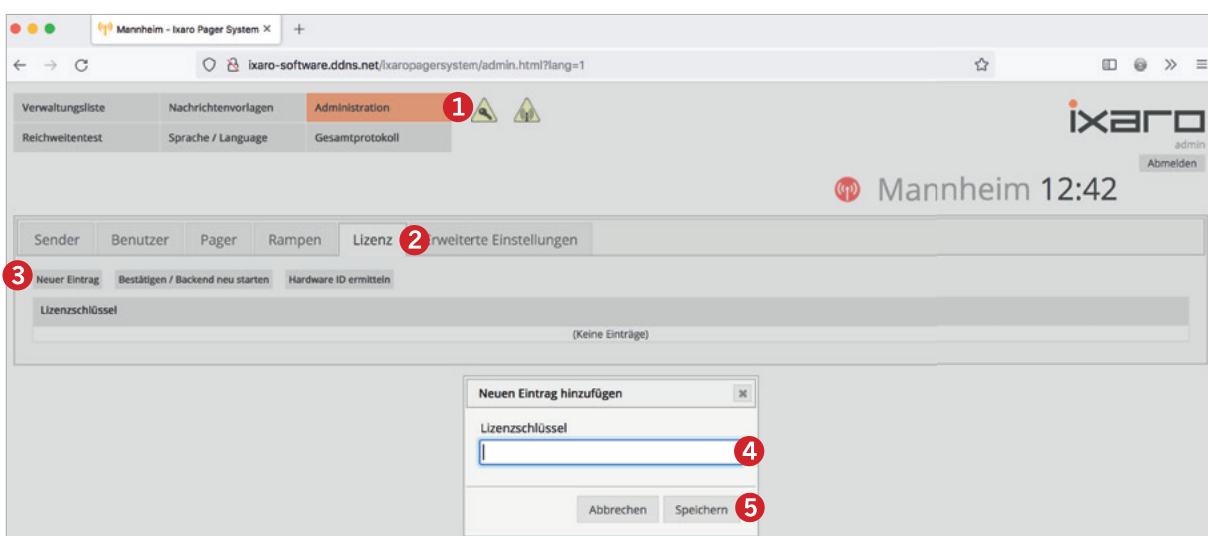 Mannheim - Ixaro Pager System × +
ixaro-software.ddns.net/ixaropagersystem/admin.html?lang=1
Verwaltungsliste Nachrichtenvorlagen Administration 1
Reichweitentest Sprache / Language Gesamtprotokoll
ixaro
admin
Abmelden
Mannheim 12:42
Sender Benutzer Pager Rampen Lizenz 2 Erweiterte Einstellungen
3 Neuer Eintrag Bestätigen / Backend neu starten Hardware ID ermitteln
Lizenzschlüssel
(Keine Einträge)
Neuen Eintrag hinzufügen
Lizenzschlüssel
4
Abbrechen Speichern 5